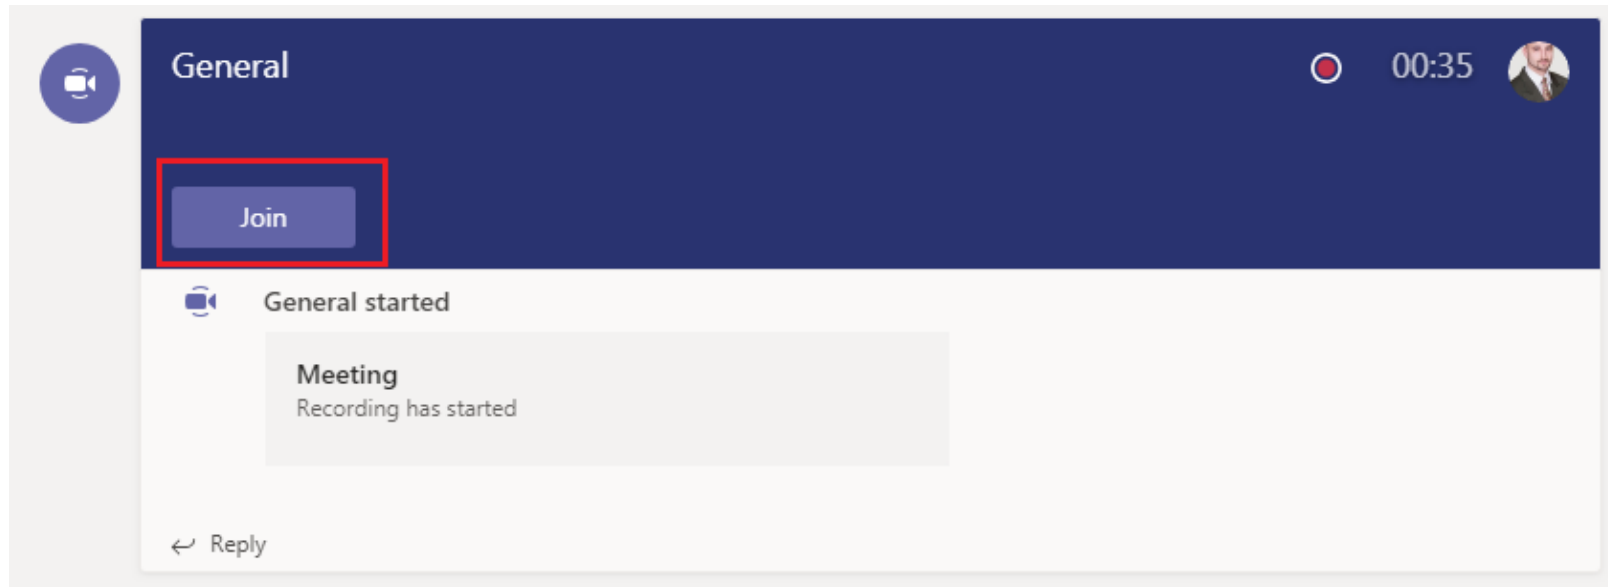 General
00:35
Join
General started
Meeting
Recording has started
Reply